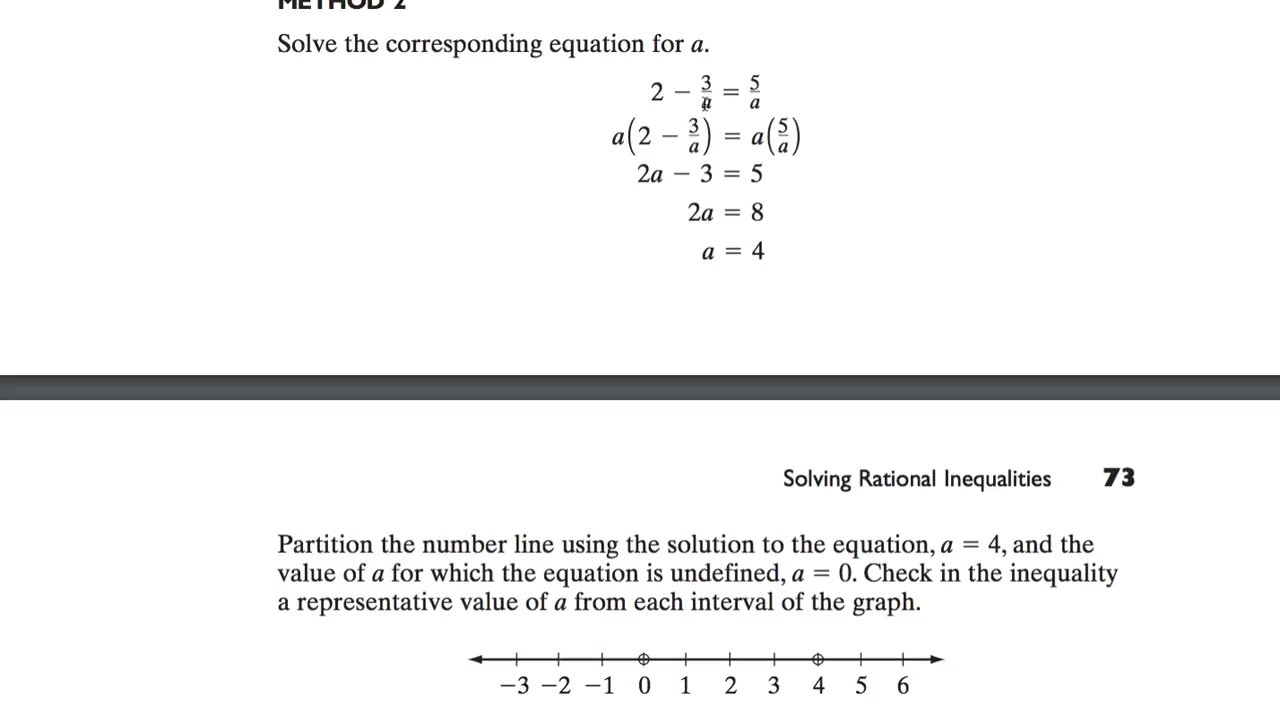 METHOD 2
Solve the corresponding equation for a.
2 − 3/a = 5/a
a(2 − 3/a) = a(5/a)
2a − 3 = 5
2a = 8
a = 4
Solving Rational Inequalities 73
Partition the number line using the solution to the equation, a = 4, and the
value of a for which the equation is undefined, a = 0. Check in the inequality
a representative value of a from each interval of the graph.
−3 −2 −1 0 1 2 3 4 5 6